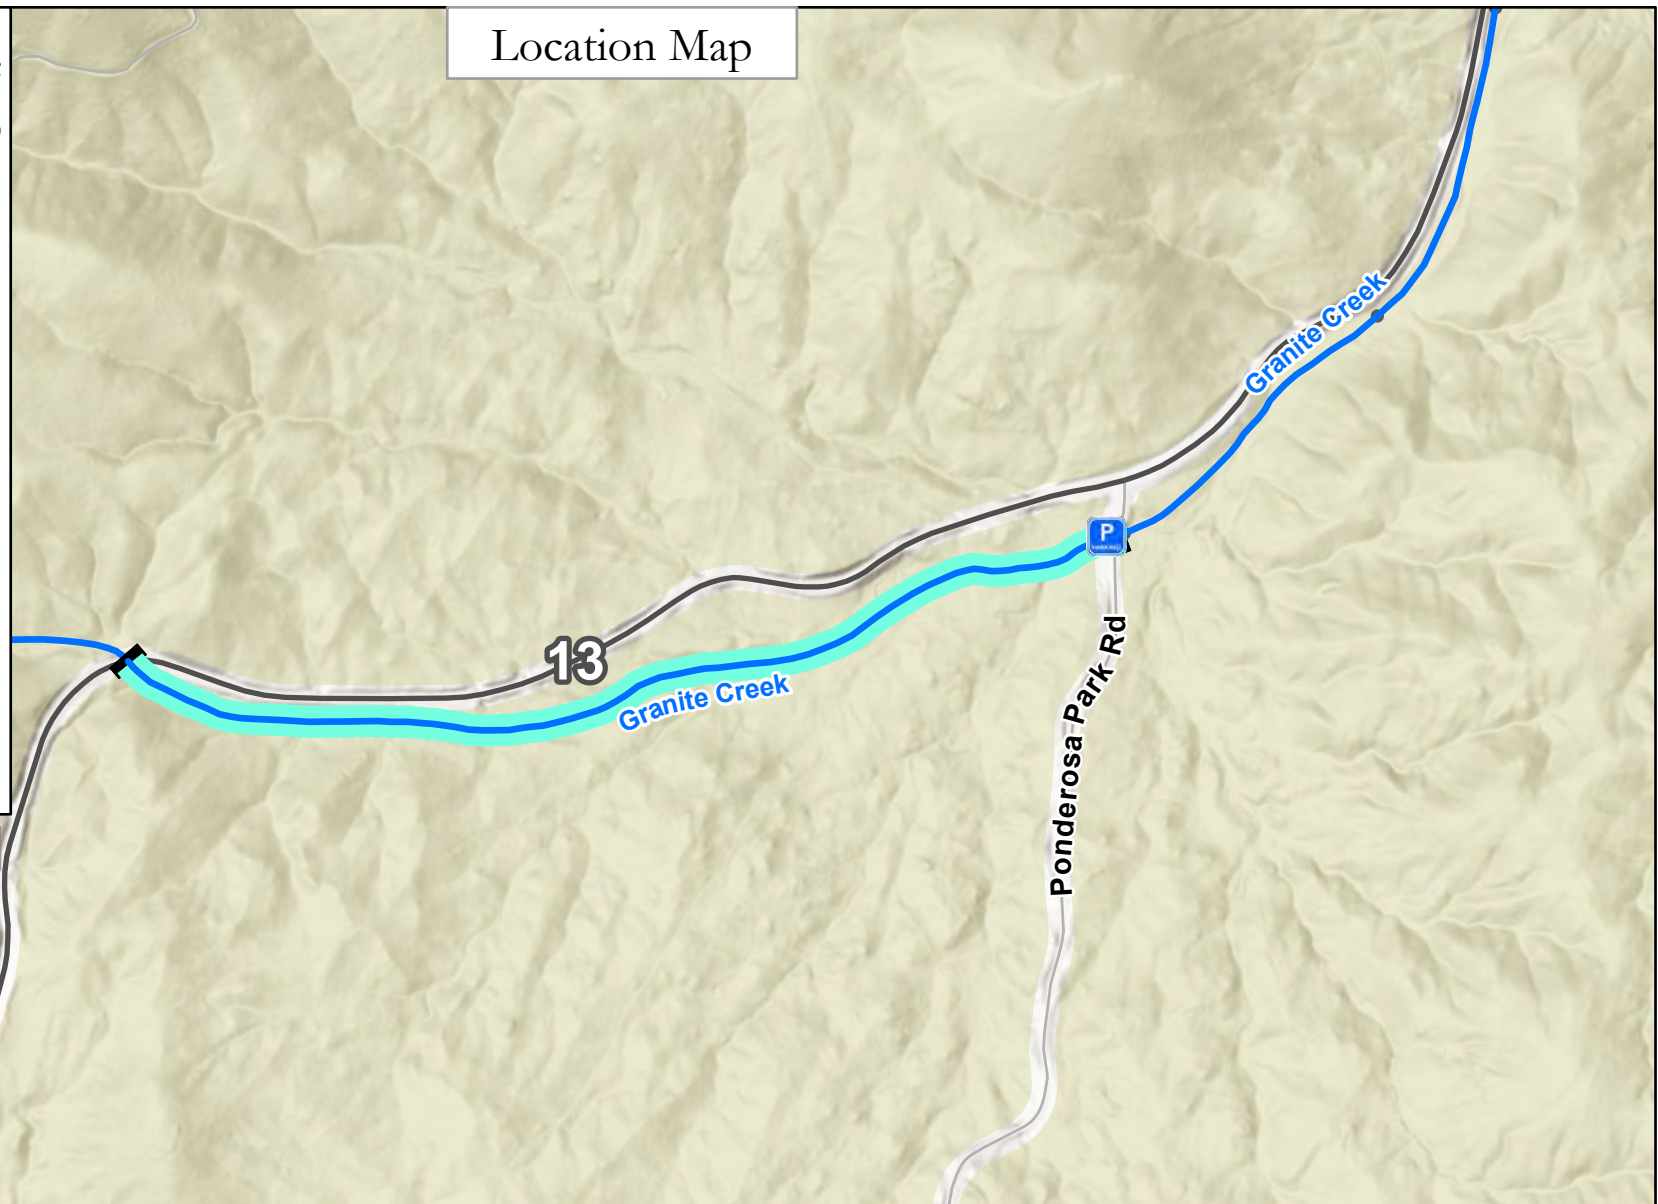 Location Map
Granite Creek
P
13
Granite Creek
Ponderosa Park Rd